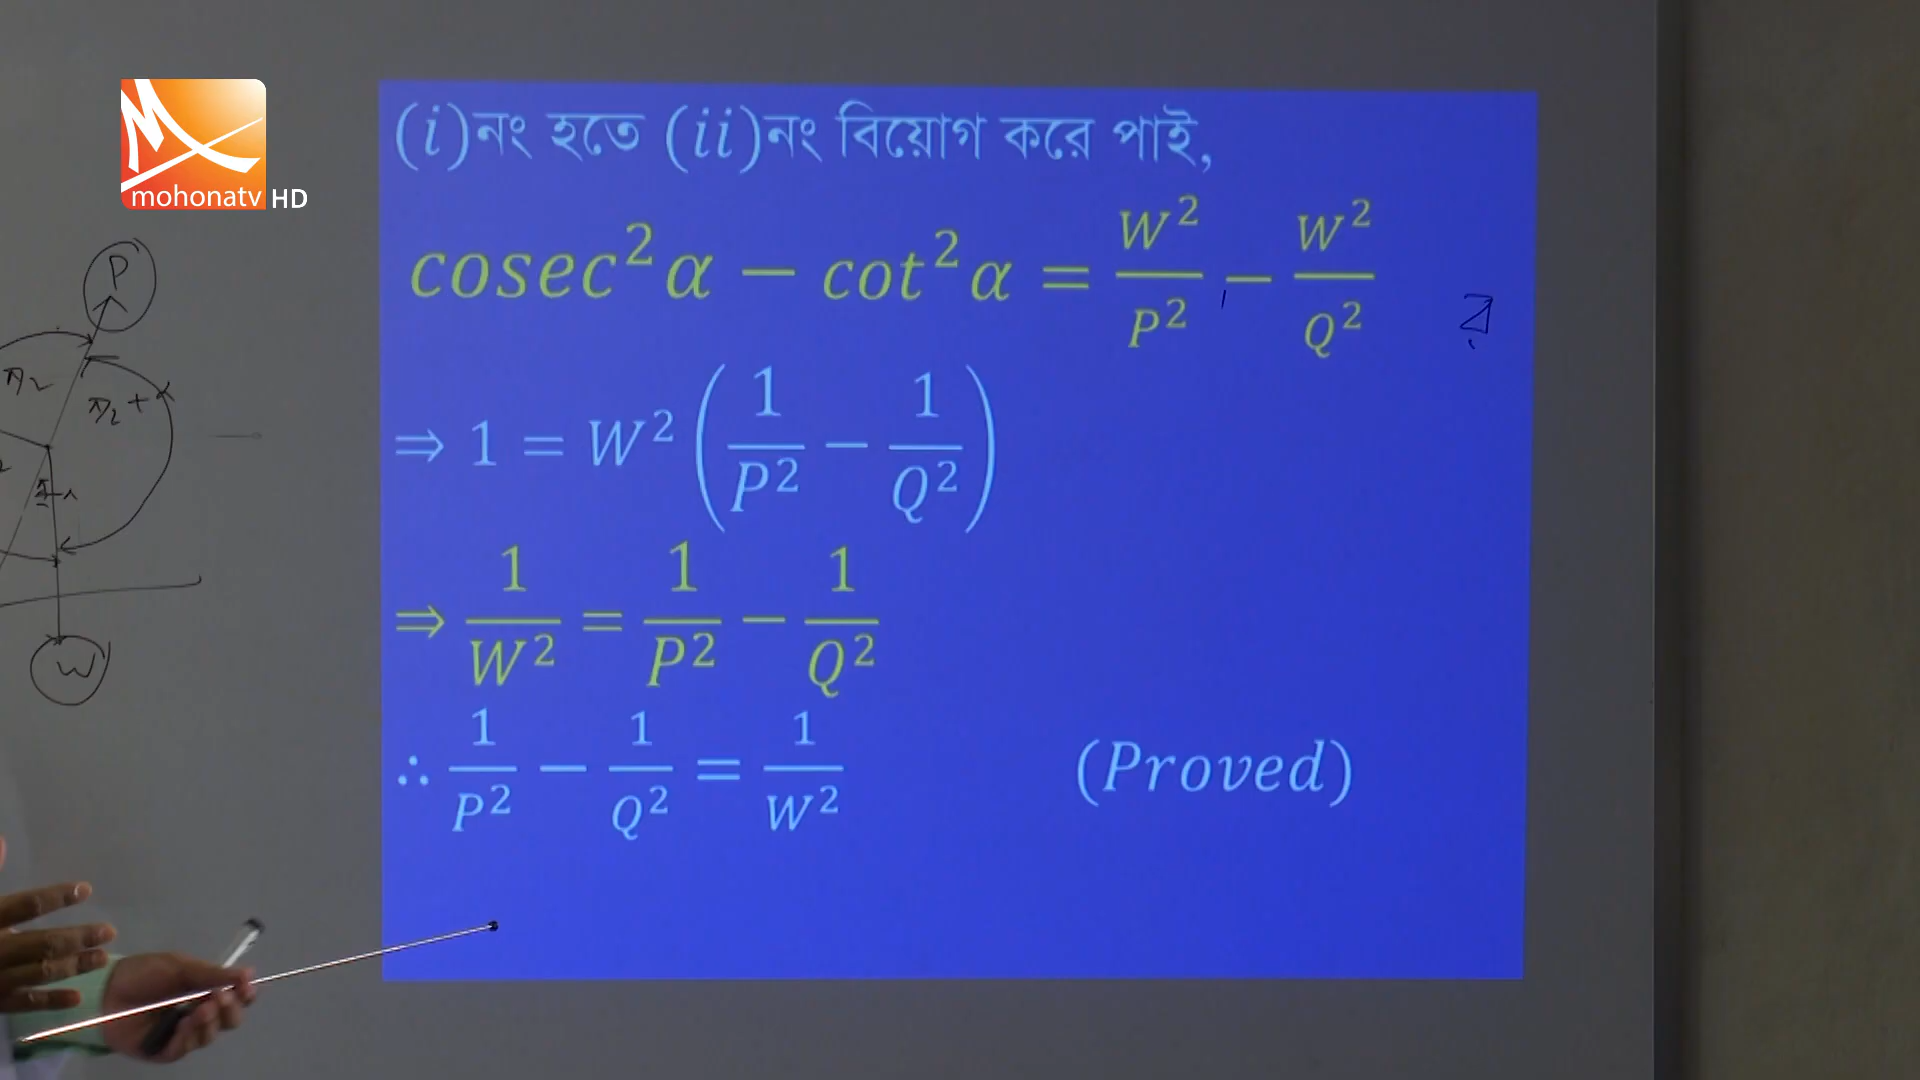 mohonatv HD
(i)নং হতে (ii)নং বিয়োগ করে পাই,
cosec²α − cot²α = W²/P² − W²/Q²
⇒ 1 = W² (1/P² − 1/Q²)
⇒ 1/W² = 1/P² − 1/Q²
∴ 1/P² − 1/Q² = 1/W² (Proved)
P
W